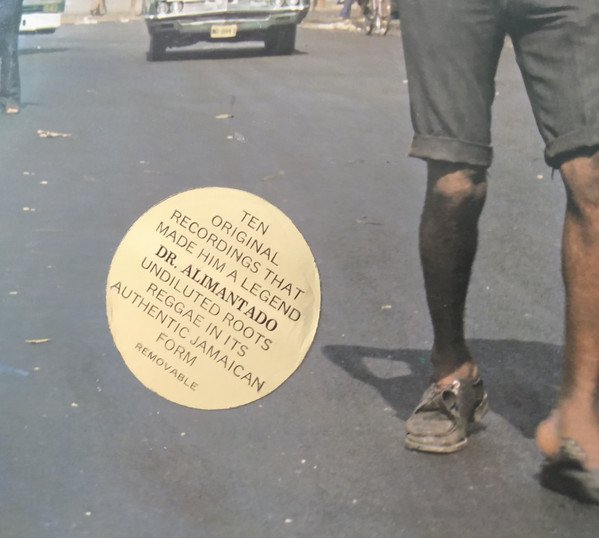 TEN
ORIGINAL
RECORDINGS THAT
MADE HIM A LEGEND
DR. ALIMANTADO
UNDILUTED ROOTS
REGGAE IN ITS
AUTHENTIC JAMAICAN
FORM
REMOVABLE